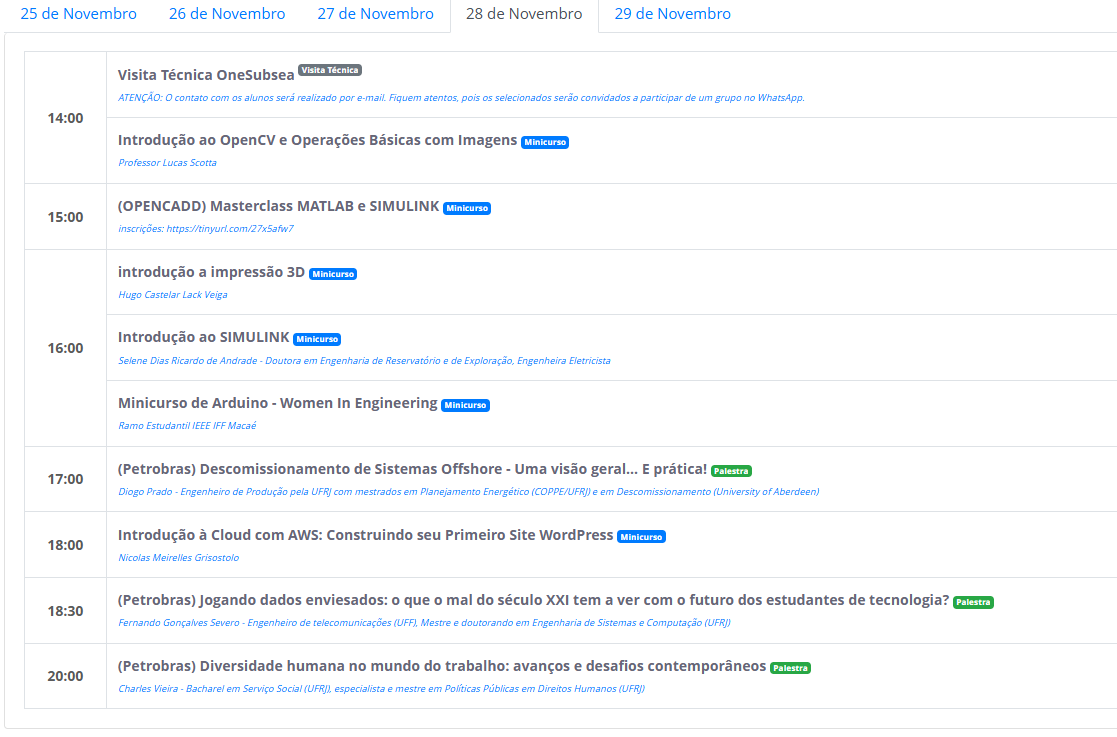 25 de Novembro 26 de Novembro 27 de Novembro 28 de Novembro 29 de Novembro
14:00
Visita Técnica OneSubsea Visita Técnica
ATENÇÃO: O contato com os alunos será realizado por e-mail. Fiquem atentos, pois os selecionados serão convidados a participar de um grupo no WhatsApp.
Introdução ao OpenCV e Operações Básicas com Imagens Minicurso
Professor Lucas Scotta
15:00
(OPENCADD) Masterclass MATLAB e SIMULINK Minicurso
inscrições: https://tinyurl.com/27x5afw7
16:00
introdução a impressão 3D Minicurso
Hugo Castelar Lack Veiga
Introdução ao SIMULINK Minicurso
Selene Dias Ricardo de Andrade - Doutora em Engenharia de Reservatório e de Exploração, Engenheira Eletricista
Minicurso de Arduino - Women In Engineering Minicurso
Ramo Estudantil IEEE IFF Macaé
17:00
(Petrobras) Descomissionamento de Sistemas Offshore - Uma visão geral... E prática! Palestra
Diogo Prado - Engenheiro de Produção pela UFRJ com mestrados em Planejamento Energético (COPPE/UFRJ) e em Descomissionamento (University of Aberdeen)
18:00
Introdução à Cloud com AWS: Construindo seu Primeiro Site WordPress Minicurso
Nicolas Meirelles Grisostolo
18:30
(Petrobras) Jogando dados enviesados: o que o mal do século XXI tem a ver com o futuro dos estudantes de tecnologia? Palestra
Fernando Gonçalves Severo - Engenheiro de telecomunicações (UFF), Mestre e doutorando em Engenharia de Sistemas e Computação (UFRJ)
20:00
(Petrobras) Diversidade humana no mundo do trabalho: avanços e desafios contemporâneos Palestra
Charles Vieira - Bacharel em Serviço Social (UFRJ), especialista e mestre em Políticas Públicas em Direitos Humanos (UFRJ)